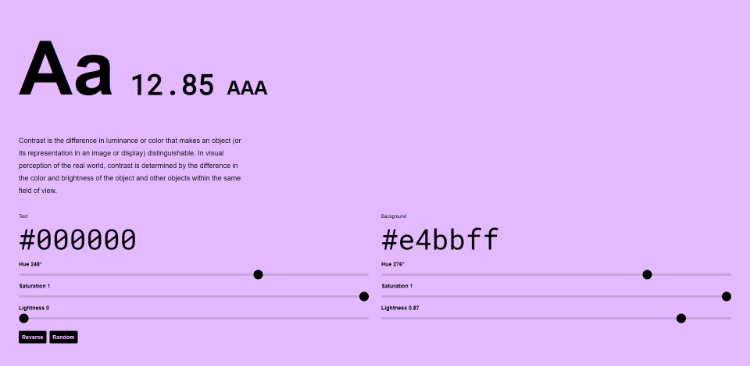 Aa 12.85 AAA
Contrast is the difference in luminance or color that makes an object (or
its representation in an image or display) distinguishable. In visual
perception of the real world, contrast is determined by the difference in
the color and brightness of the object and other objects within the same
field of view.
Text
#000000
Hue 248°
Saturation 1
Lightness 0
Reverse Random
Background
#e4bbff
Hue 276°
Saturation 1
Lightness 0.87